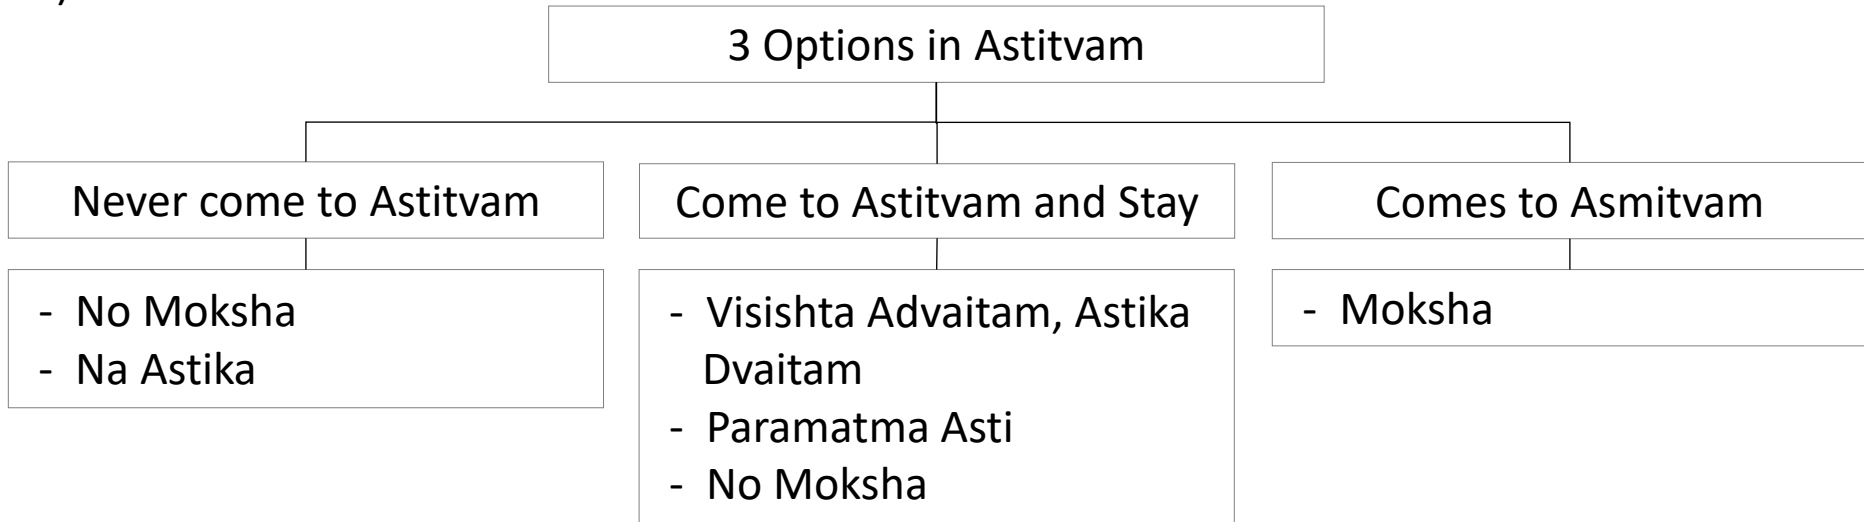 3 Options in Astitvam
Never come to Astitvam
Come to Astitvam and Stay
Comes to Asmitvam
- No Moksha
- Na Astika
- Visishta Advaitam, Astika
Dvaitam
- Paramatma Asti
- No Moksha
- Moksha